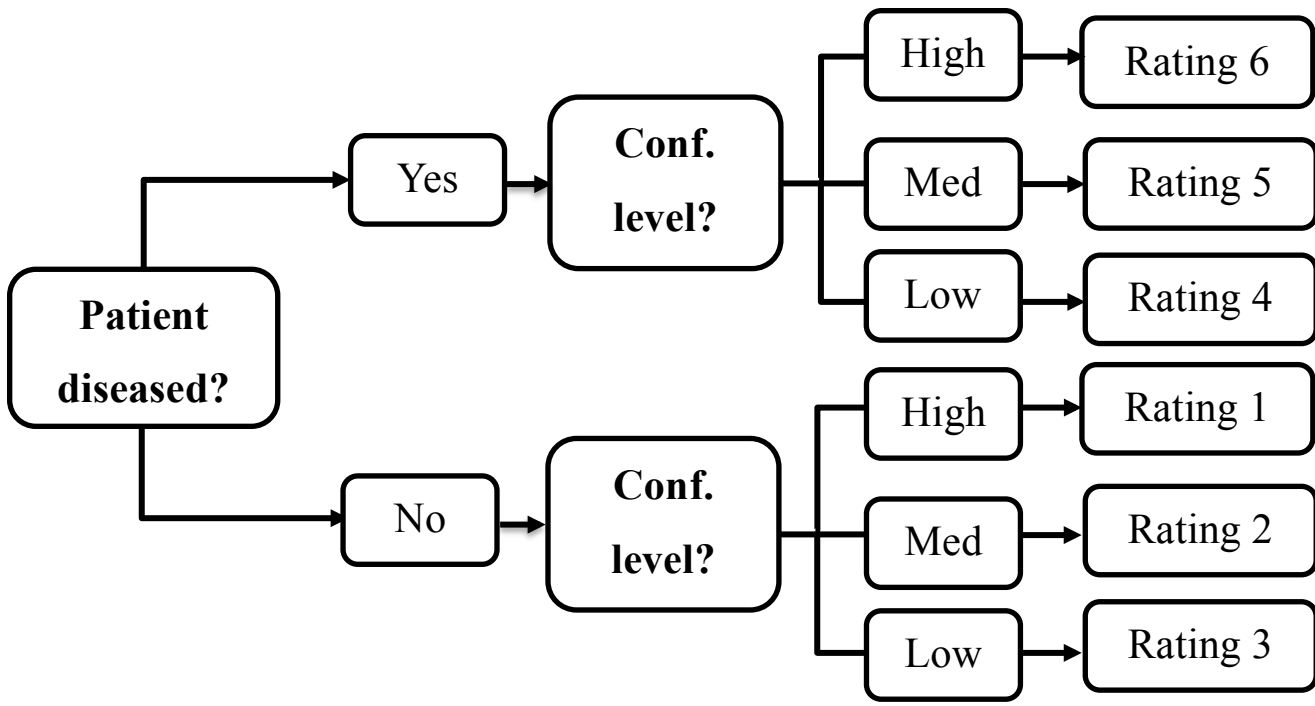 Patient
diseased?
Yes
Conf.
level?
High
Rating 6
Med
Rating 5
Low
Rating 4
No
Conf.
level?
High
Rating 1
Med
Rating 2
Low
Rating 3